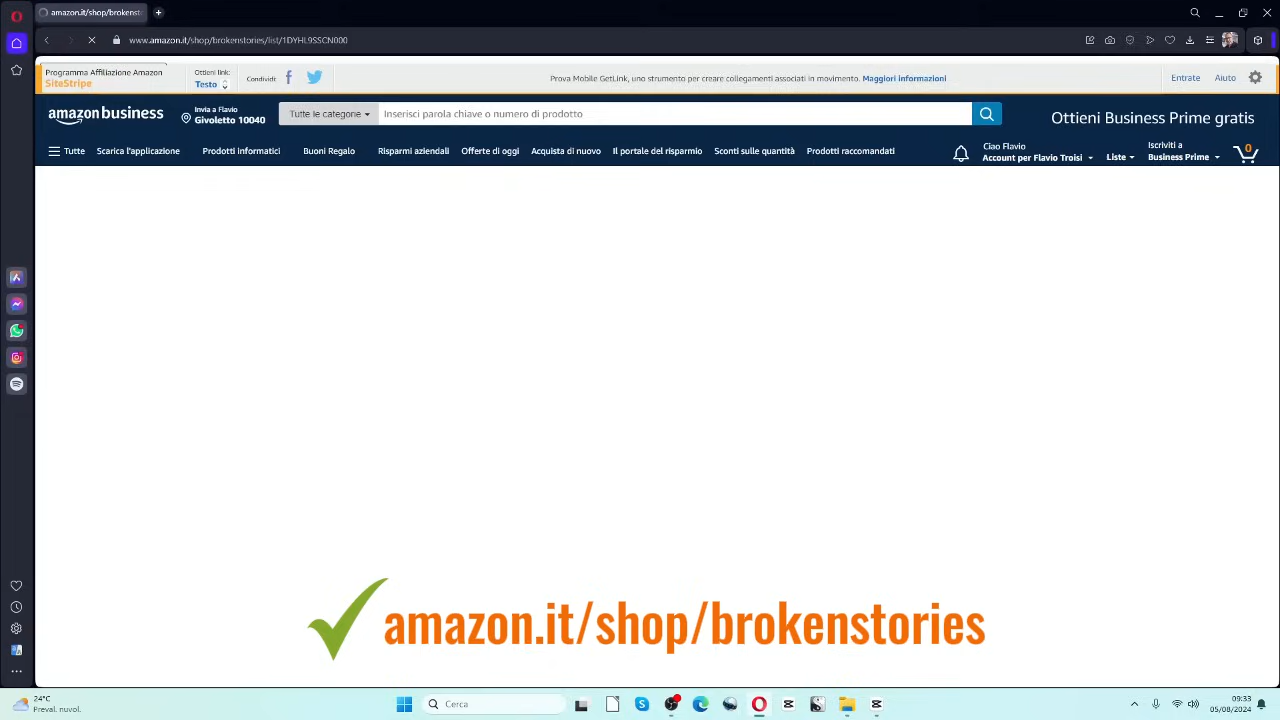 amazon.it/shop/brokenst
www.amazon.it/shop/brokenstories/list/1DYHL9SSCN000
Programma Affiliazione Amazon
SiteStripe
Ottieni link:
Testo
Condividi:
Prova Mobile GetLink, uno strumento per creare collegamenti associati in movimento. Maggiori informazioni
Entrate
Aiuto
amazon business
Invia a Flavio
Givoletto 10040
Tutte le categorie
Inserisci parola chiave o numero di prodotto
Ottieni Business Prime gratis
Tutte
Scarica l'applicazione
Prodotti informatici
Buoni Regalo
Risparmi aziendali
Offerte di oggi
Acquista di nuovo
Il portale del risparmio
Sconti sulle quantità
Prodotti raccomandati
Ciao Flavio
Account per Flavio Troisi
Liste
Iscriviti a
Business Prime
0
amazon.it/shop/brokenstories
24°C
Preval. nuvol.
Cerca
09:33
05/08/2024